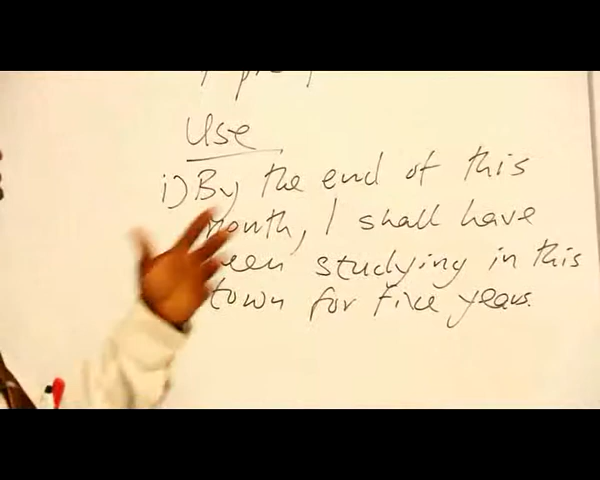 Use
i) By the end of this
month, I shall have
been studying in this
town for five years.